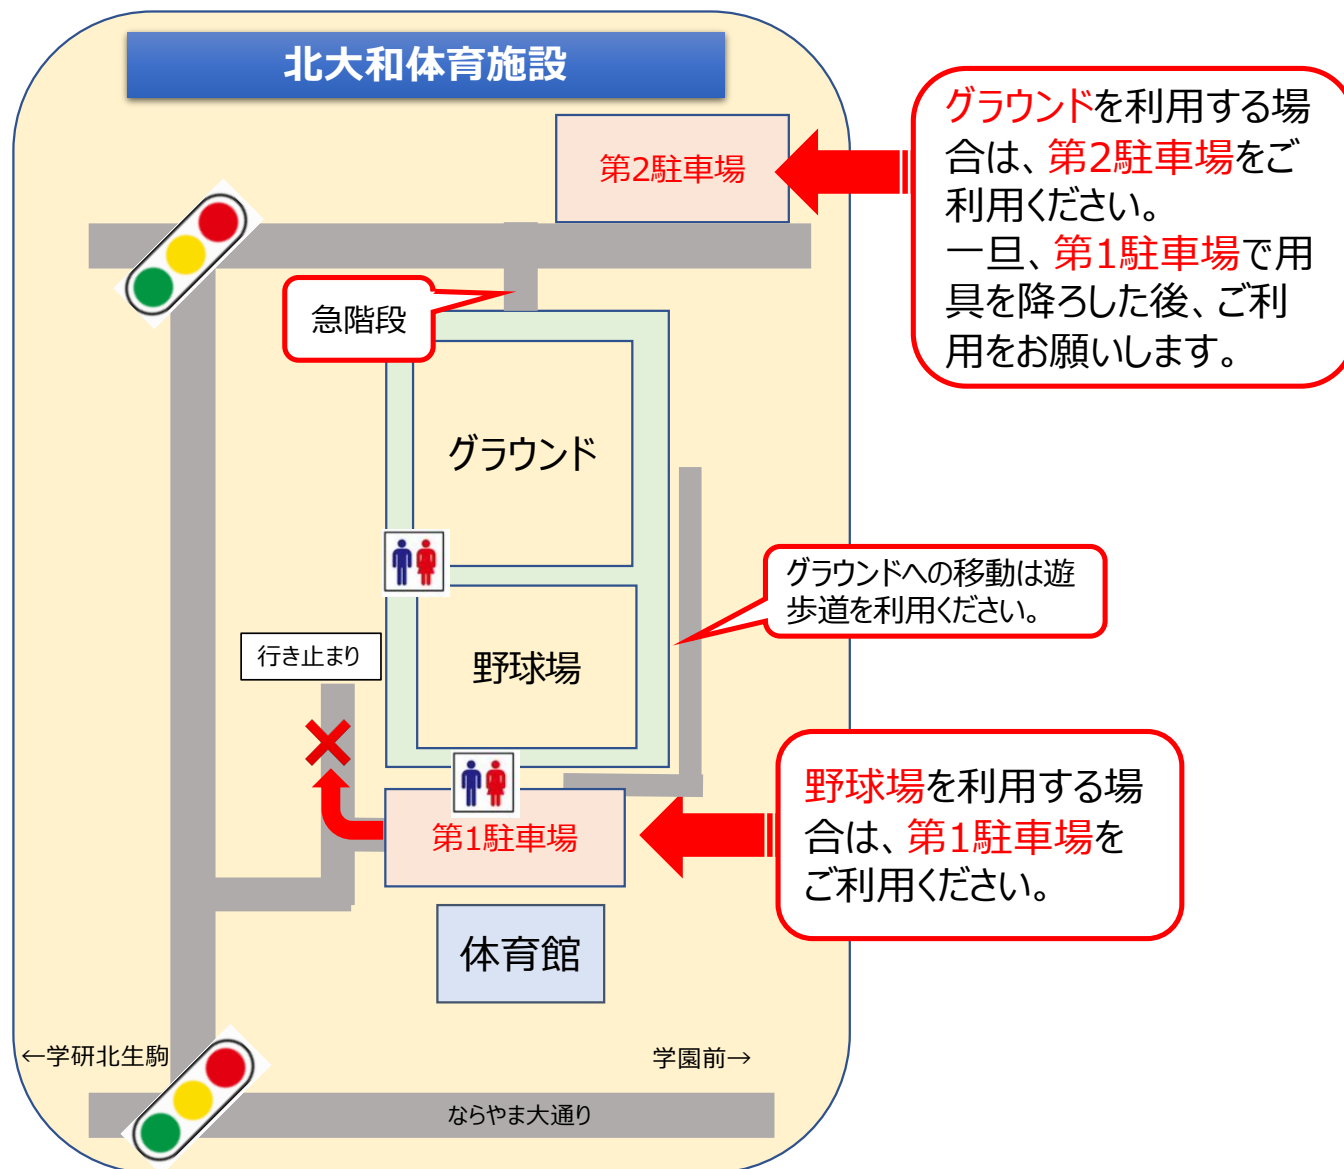 北大和体育施設
第2駐車場
グラウンドを利用する場
合は、第2駐車場をご
利用ください。
一旦、第1駐車場で用
具を降ろした後、ご利
用をお願いします。
急階段
グラウンド
グラウンドへの移動は遊
歩道を利用ください。
行き止まり
野球場
野球場を利用する場
合は、第1駐車場を
ご利用ください。
第1駐車場
体育館
←学研北生駒
学園前→
ならやま大通り